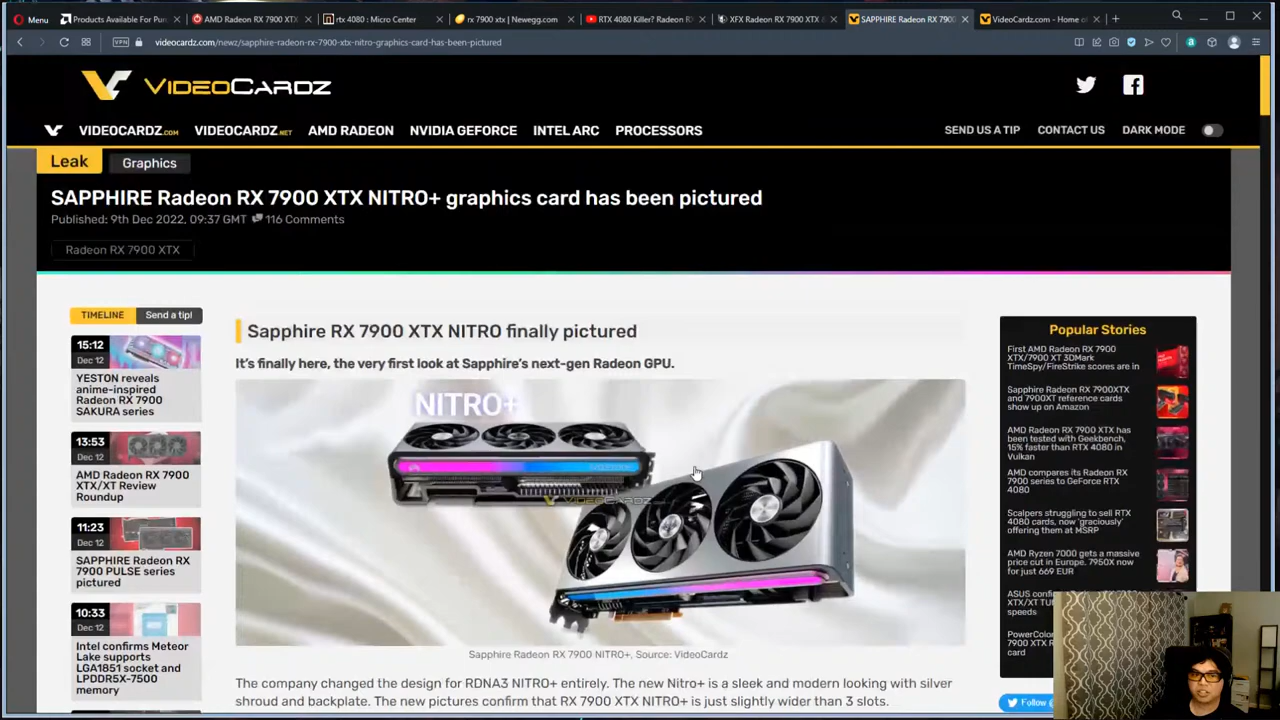 Menu
Products Available For Pur
AMD Radeon RX 7900 XTX
rtx 4080 : Micro Center
rx 7900 xtx | Newegg.com
RTX 4080 Killer? Radeon R
XFX Radeon RX 7900 XTX
SAPPHIRE Radeon RX 790
VideoCardz.com - Home o
VPN
videocardz.com/newz/sapphire-radeon-rx-7900-xtx-nitro-graphics-card-has-been-pictured
VIDEOCARDZ
VIDEOCARDZ.COM
VIDEOCARDZ.NET
AMD RADEON
NVIDIA GEFORCE
INTEL ARC
PROCESSORS
SEND US A TIP
CONTACT US
DARK MODE
Leak
Graphics
SAPPHIRE Radeon RX 7900 XTX NITRO+ graphics card has been pictured
Published: 9th Dec 2022, 09:37 GMT 116 Comments
Radeon RX 7900 XTX
TIMELINE
Send a tip!
15:12
Dec 12
YESTON reveals
anime-inspired
Radeon RX 7900
SAKURA series
13:53
Dec 12
AMD Radeon RX 7900
XTX/XT Review
Roundup
11:23
Dec 12
SAPPHIRE Radeon RX
7900 PULSE series
pictured
10:33
Dec 12
Intel confirms Meteor
Lake supports
LGA1851 socket and
LPDDR5X-7500
memory
Sapphire RX 7900 XTX NITRO finally pictured
It's finally here, the very first look at Sapphire's next-gen Radeon GPU.
NITRO+
VIDEOCARDZ
Sapphire Radeon RX 7900 NITRO+, Source: VideoCardz
The company changed the design for RDNA3 NITRO+ entirely. The new Nitro+ is a sleek and modern looking with silver
shroud and backplate. The new pictures confirm that RX 7900 XTX NITRO+ is just slightly wider than 3 slots.
Popular Stories
First AMD Radeon RX 7900
XTX/7900 XT 3DMark
TimeSpy/FireStrike scores are in
Sapphire Radeon RX 7900XTX
and 7900XT reference cards
show up on Amazon
AMD Radeon RX 7900 XTX has
been tested with Geekbench,
15% faster than RTX 4080 in
Vulkan
AMD compares its Radeon RX
7900 series to GeForce RTX
4080
Scalpers struggling to sell RTX
4080 cards, now 'graciously'
offering them at MSRP
AMD Ryzen 7000 gets a massive
price cut in Europe. 7950X now
for just 669 EUR
ASUS confi
XTX/XT TU
speeds
PowerColor
7900 XTX R
card
Follow